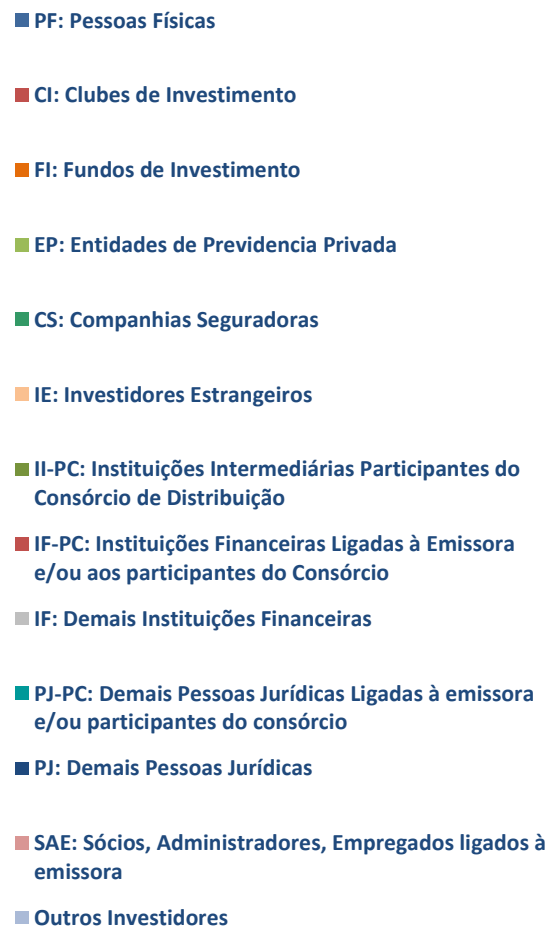 PF: Pessoas Físicas
CI: Clubes de Investimento
FI: Fundos de Investimento
EP: Entidades de Previdencia Privada
CS: Companhias Seguradoras
IE: Investidores Estrangeiros
II-PC: Instituições Intermediárias Participantes do
Consórcio de Distribuição
IF-PC: Instituições Financeiras Ligadas à Emissora
e/ou aos participantes do Consórcio
IF: Demais Instituições Financeiras
PJ-PC: Demais Pessoas Jurídicas Ligadas à emissora
e/ou participantes do consórcio
PJ: Demais Pessoas Jurídicas
SAE: Sócios, Administradores, Empregados ligados à
emissora
Outros Investidores